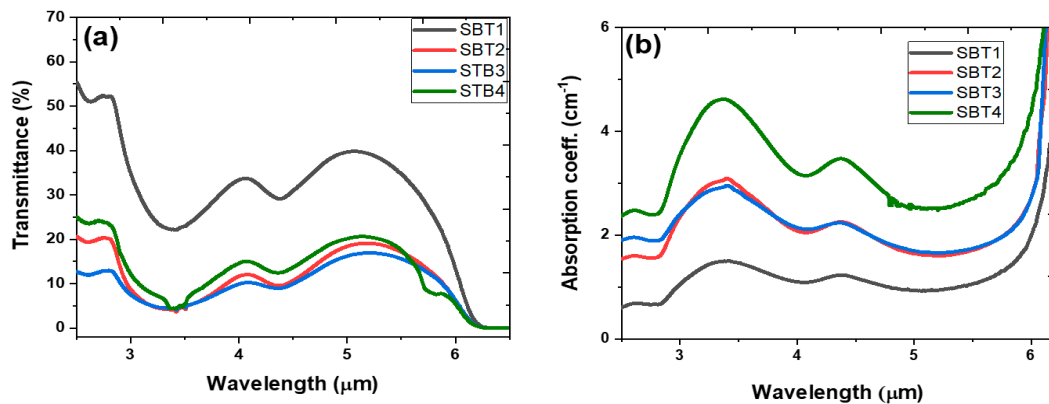 (a)
SBT1
SBT2
STB3
STB4
70
60
50
40
30
20
10
0
Transmittance (%)
3
4
5
6
Wavelength (μm)
(b)
SBT1
SBT2
SBT3
SBT4
6
4
2
0
Absorption coeff. (cm-1)
3
4
5
6
Wavelength (μm)